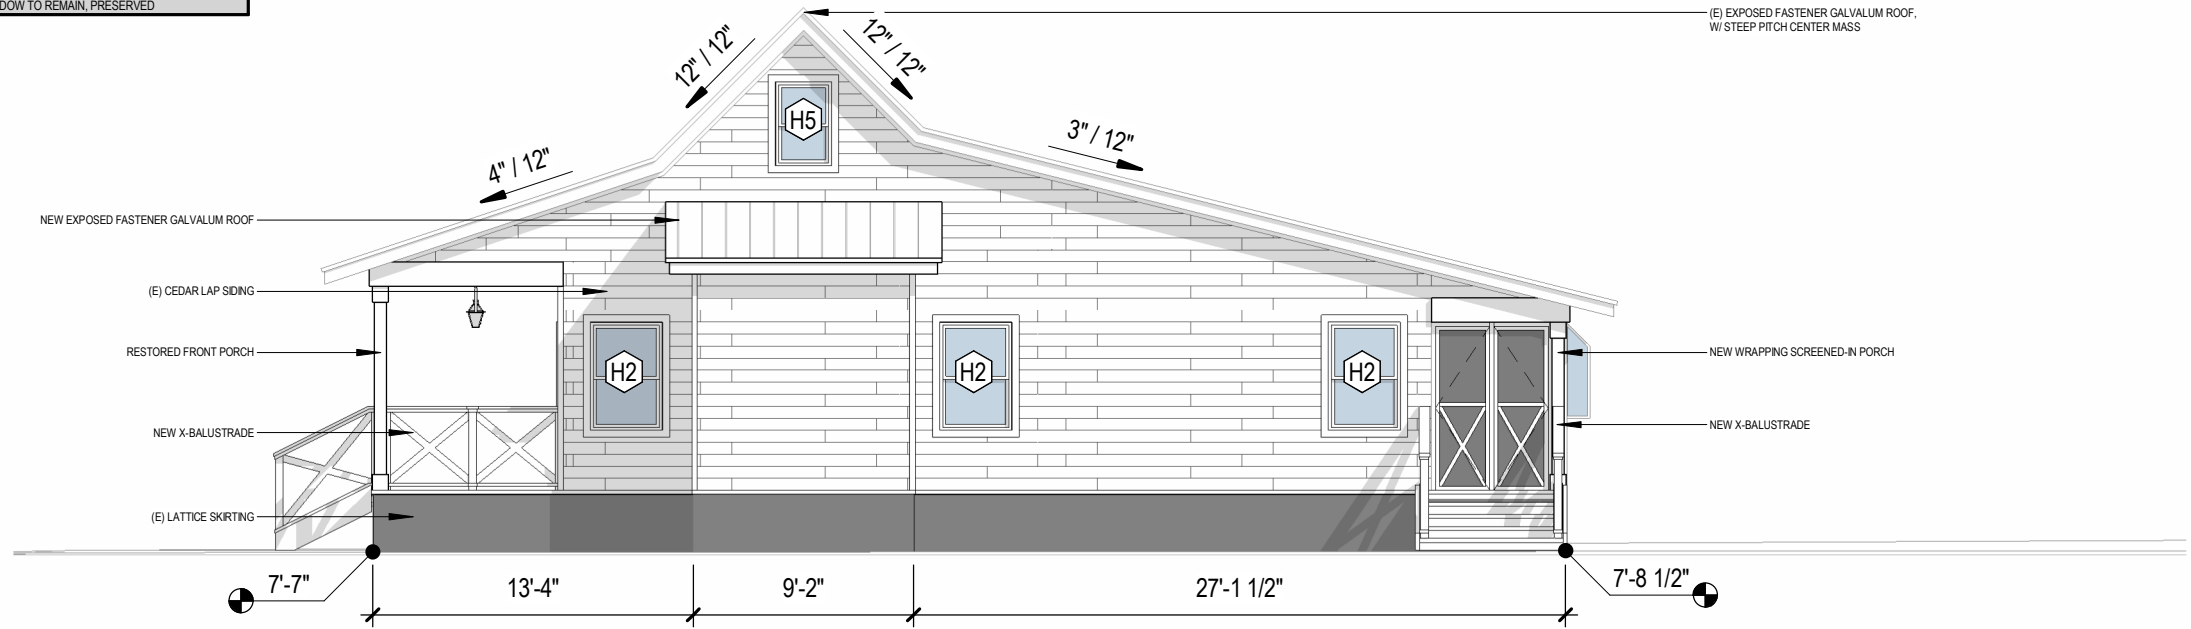 DOW TO REMAIN, PRESERVED
(E) EXPOSED FASTENER GALVALUM ROOF,
W/ STEEP PITCH CENTER MASS
12" / 12"
12" / 12"
H5
3" / 12"
4" / 12"
NEW EXPOSED FASTENER GALVALUM ROOF
(E) CEDAR LAP SIDING
RESTORED FRONT PORCH
NEW WRAPPING SCREENED-IN PORCH
H2
H2
H2
NEW X-BALUSTRADE
NEW X-BALUSTRADE
(E) LATTICE SKIRTING
7'-7"
13'-4"
9'-2"
27'-1 1/2"
7'-8 1/2"